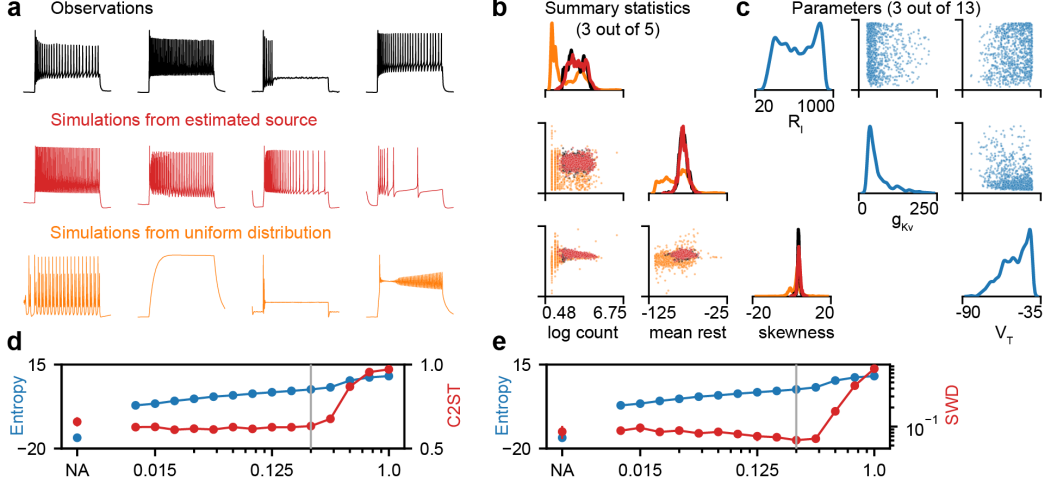 a
Observations
Simulations from estimated source
Simulations from uniform distribution
b
Summary statistics
(3 out of 5)
0.48 6.75
log count
-125 -25
mean rest
-20 20
skewness
c
Parameters (3 out of 13)
20 1000
R_I
0 250
g_Kv
-90 -35
V_T
d
Entropy
15
−20
NA 0.015 0.125 1.0
1.0
0.5
C2ST
e
Entropy
15
−20
NA 0.015 0.125 1.0
10⁻¹
SWD